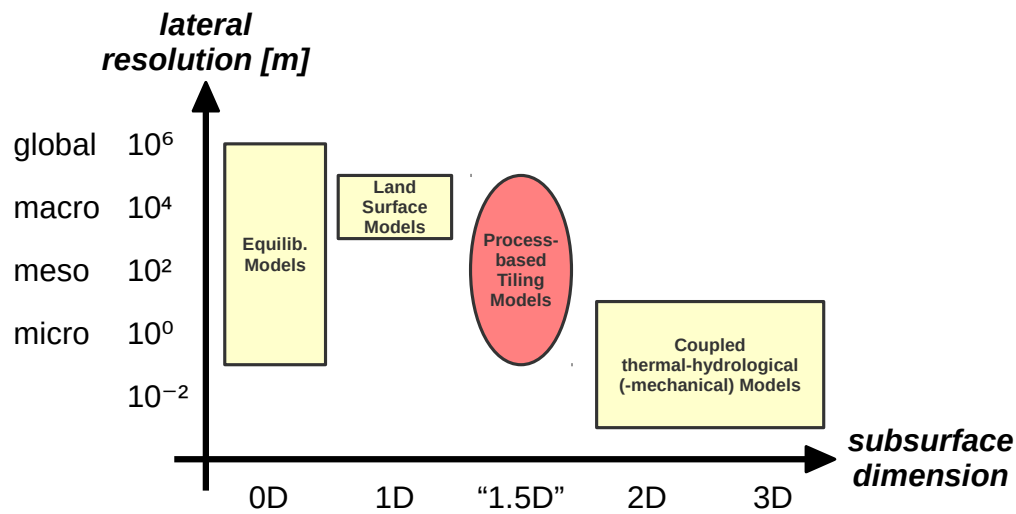 lateral
resolution [m]
global 10⁶
macro 10⁴
meso 10²
micro 10⁰
10⁻²
Equilib.
Models
Land
Surface
Models
Process-
based
Tiling
Models
Coupled
thermal-hydrological
(-mechanical) Models
subsurface
dimension
0D 1D “1.5D” 2D 3D